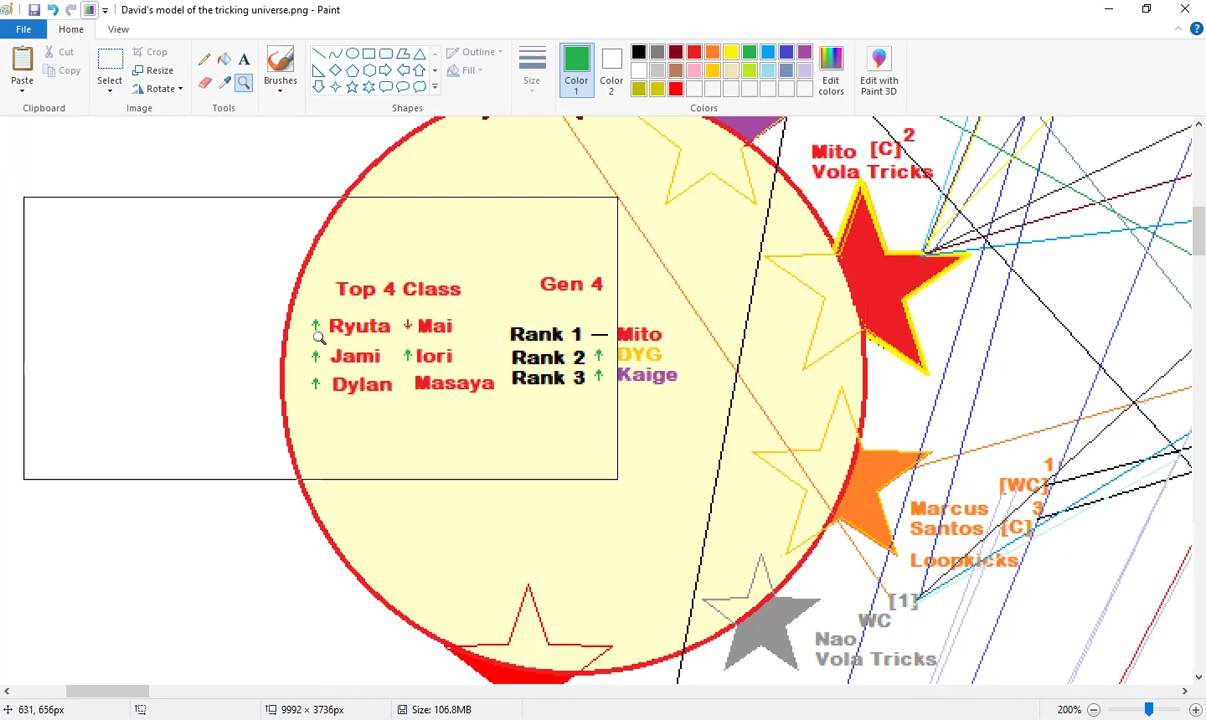 David's model of the tricking universe.png - Paint
File Home View
Paste
Cut
Copy
Clipboard
Select
Crop
Resize
Rotate
Image
A
Tools
Brushes
Shapes
Outline
Fill
Size
Color 1
Color 2
Edit colors
Colors
Edit with Paint 3D
Mito [C] 2
Vola Tricks
Top 4 Class
Gen 4
Ryuta Mai
Jami Iori
Dylan Masaya
Rank 1 — Mito
Rank 2 DYG
Rank 3 Kaige
1
[WC]
3
Marcus
Santos [C]
Loopkicks
[1]
WC
Nao
Vola Tricks
631, 656px
9992 × 3736px
Size: 106.8MB
200%